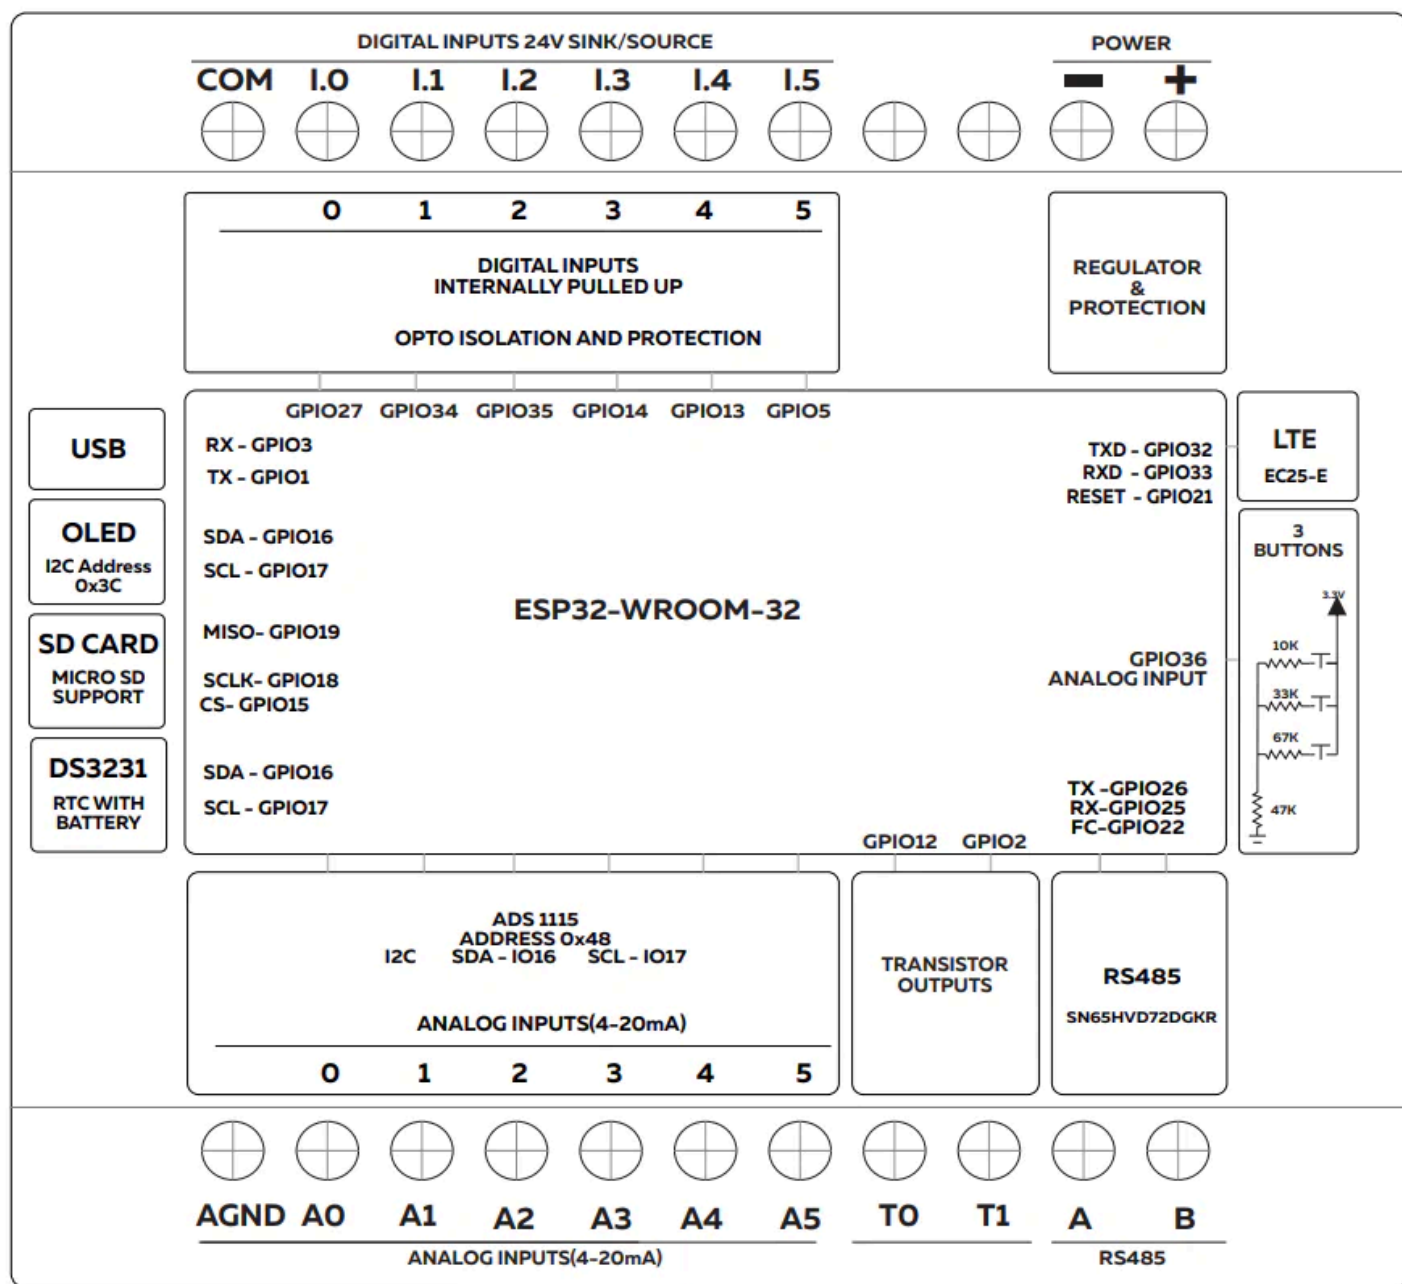 DIGITAL INPUTS 24V SINK/SOURCE
POWER
COM I.0 I.1 I.2 I.3 I.4 I.5 − +
0 1 2 3 4 5
DIGITAL INPUTS
INTERNALLY PULLED UP
OPTO ISOLATION AND PROTECTION
REGULATOR
&
PROTECTION
GPIO27 GPIO34 GPIO35 GPIO14 GPIO13 GPIO5
USB
RX - GPIO3
TX - GPIO1
OLED
I2C Address
0x3C
SDA - GPIO16
SCL - GPIO17
SD CARD
MICRO SD
SUPPORT
MISO- GPIO19
SCLK- GPIO18
CS- GPIO15
DS3231
RTC WITH
BATTERY
SDA - GPIO16
SCL - GPIO17
ESP32-WROOM-32
TXD - GPIO32
RXD - GPIO33
RESET - GPIO21
LTE
EC25-E
3
BUTTONS
3.3V
10K
33K
67K
47K
GPIO36
ANALOG INPUT
TX -GPIO26
RX-GPIO25
FC-GPIO22
GPIO12 GPIO2
ADS 1115
ADDRESS 0x48
I2C SDA - IO16 SCL - IO17
ANALOG INPUTS(4-20mA)
0 1 2 3 4 5
TRANSISTOR
OUTPUTS
RS485
SN65HVD72DGKR
AGND A0 A1 A2 A3 A4 A5 T0 T1 A B
ANALOG INPUTS(4-20mA)
RS485